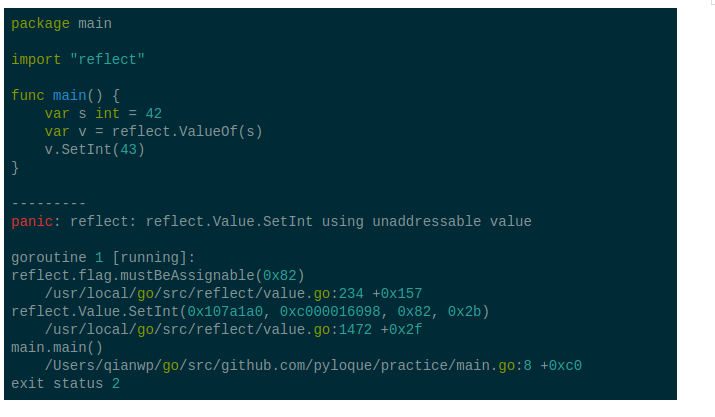 package main
import "reflect"
func main() {
    var s int = 42
    var v = reflect.ValueOf(s)
    v.SetInt(43)
}
---------
panic: reflect: reflect.Value.SetInt using unaddressable value
goroutine 1 [running]:
reflect.flag.mustBeAssignable(0x82)
    /usr/local/go/src/reflect/value.go:234 +0x157
reflect.Value.SetInt(0x107a1a0, 0xc000016098, 0x82, 0x2b)
    /usr/local/go/src/reflect/value.go:1472 +0x2f
main.main()
    /Users/qianwp/go/src/github.com/pyloque/practice/main.go:8 +0xc0
exit status 2